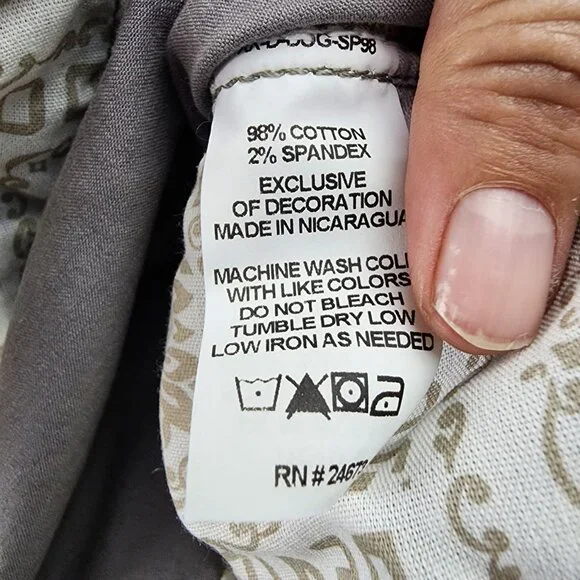 98% COTTON
2% SPANDEX
EXCLUSIVE
OF DECORATION
MADE IN NICARAGUA
MACHINE WASH COLD
WITH LIKE COLORS
DO NOT BLEACH
TUMBLE DRY LOW
LOW IRON AS NEEDED
RN #